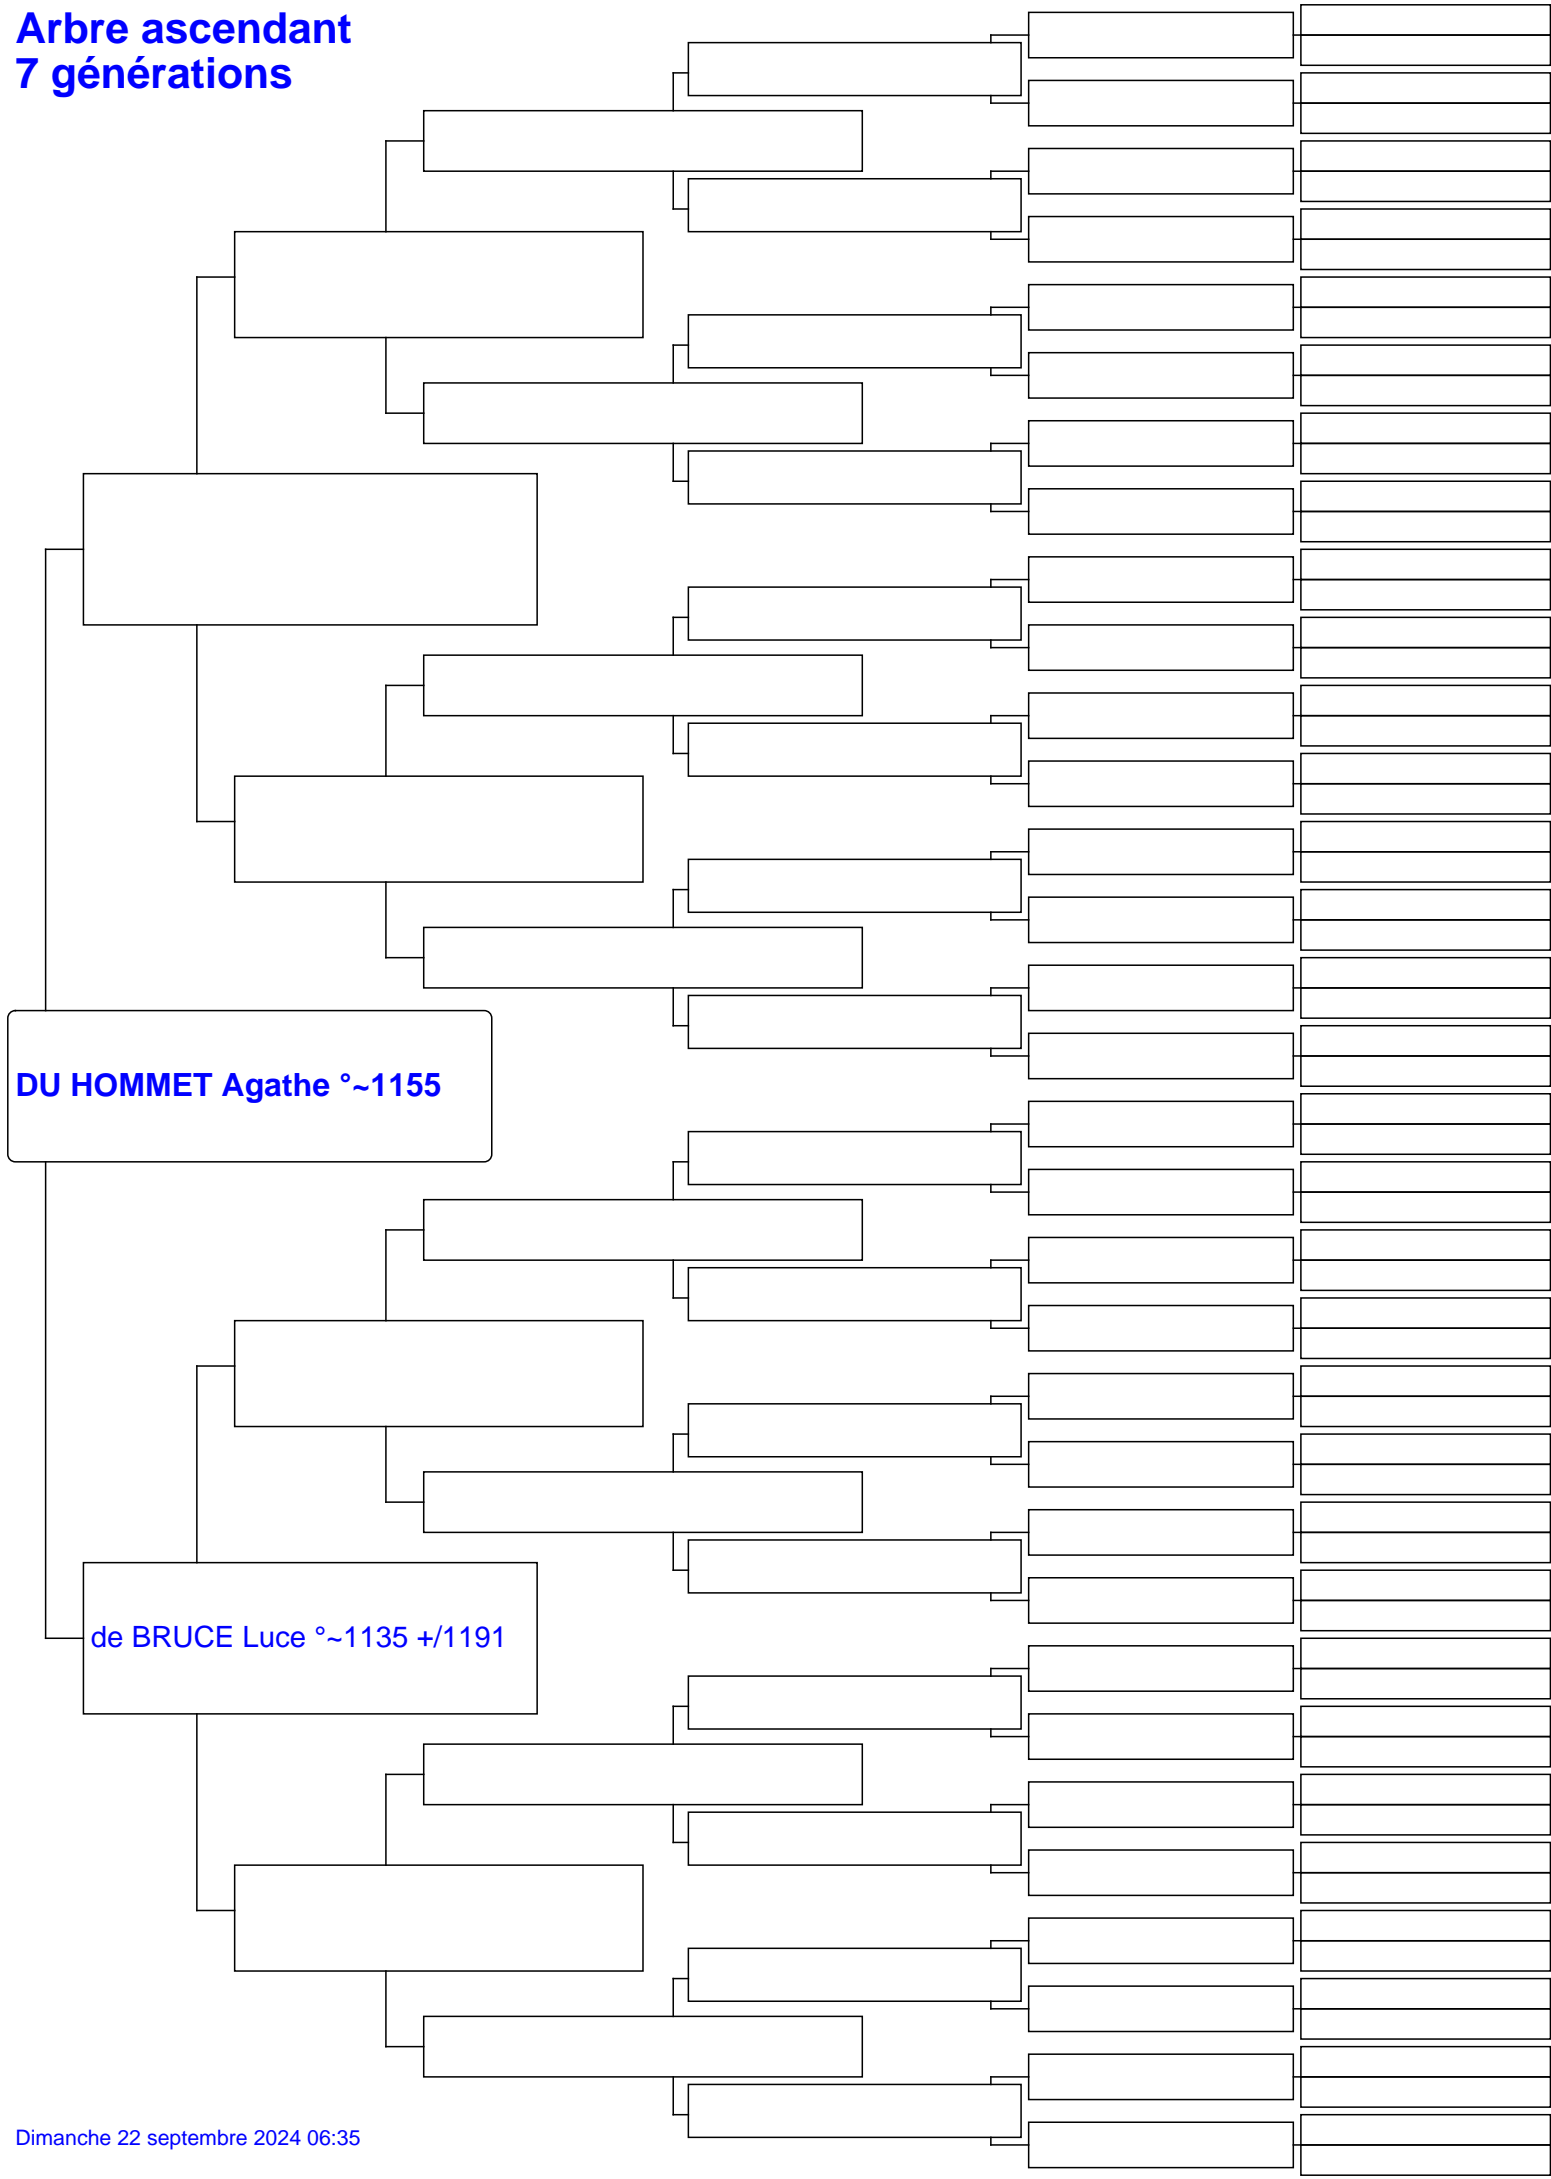 Arbre ascendant
7 générations
DU HOMMET Agathe °~1155
de BRUCE Luce °~1135 +/1191
Dimanche 22 septembre 2024 06:35